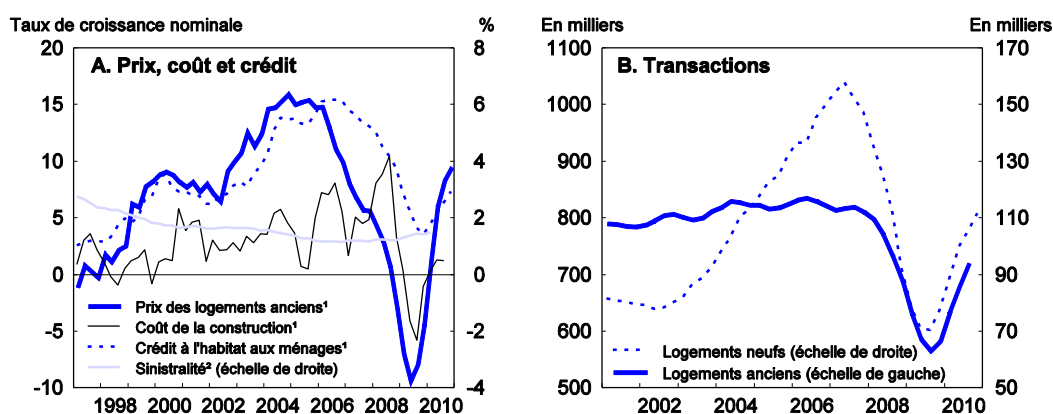 Taux de croissance nominale
%
20
15
10
5
0
-5
-10
8
6
4
2
0
-2
-4
A. Prix, coût et crédit
Prix des logements anciens¹
Coût de la construction¹
Crédit à l'habitat aux ménages¹
Sinistralité² (échelle de droite)
1998 2000 2002 2004 2006 2008 2010
En milliers
En milliers
1100
1000
900
800
700
600
500
170
150
130
110
90
70
50
B. Transactions
Logements neufs (échelle de droite)
Logements anciens (échelle de gauche)
2002 2004 2006 2008 2010